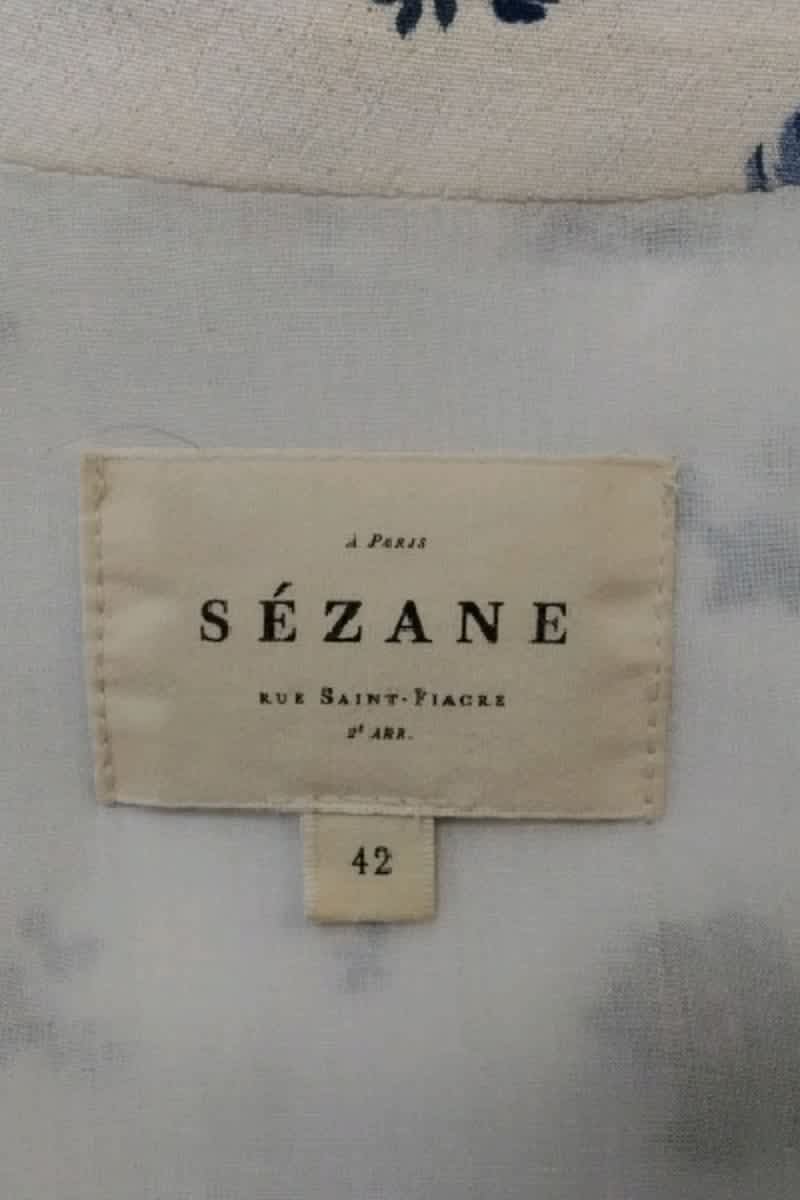 À PARIS
SÉZANE
RUE SAINT-FIACRE
2e ARR.
42